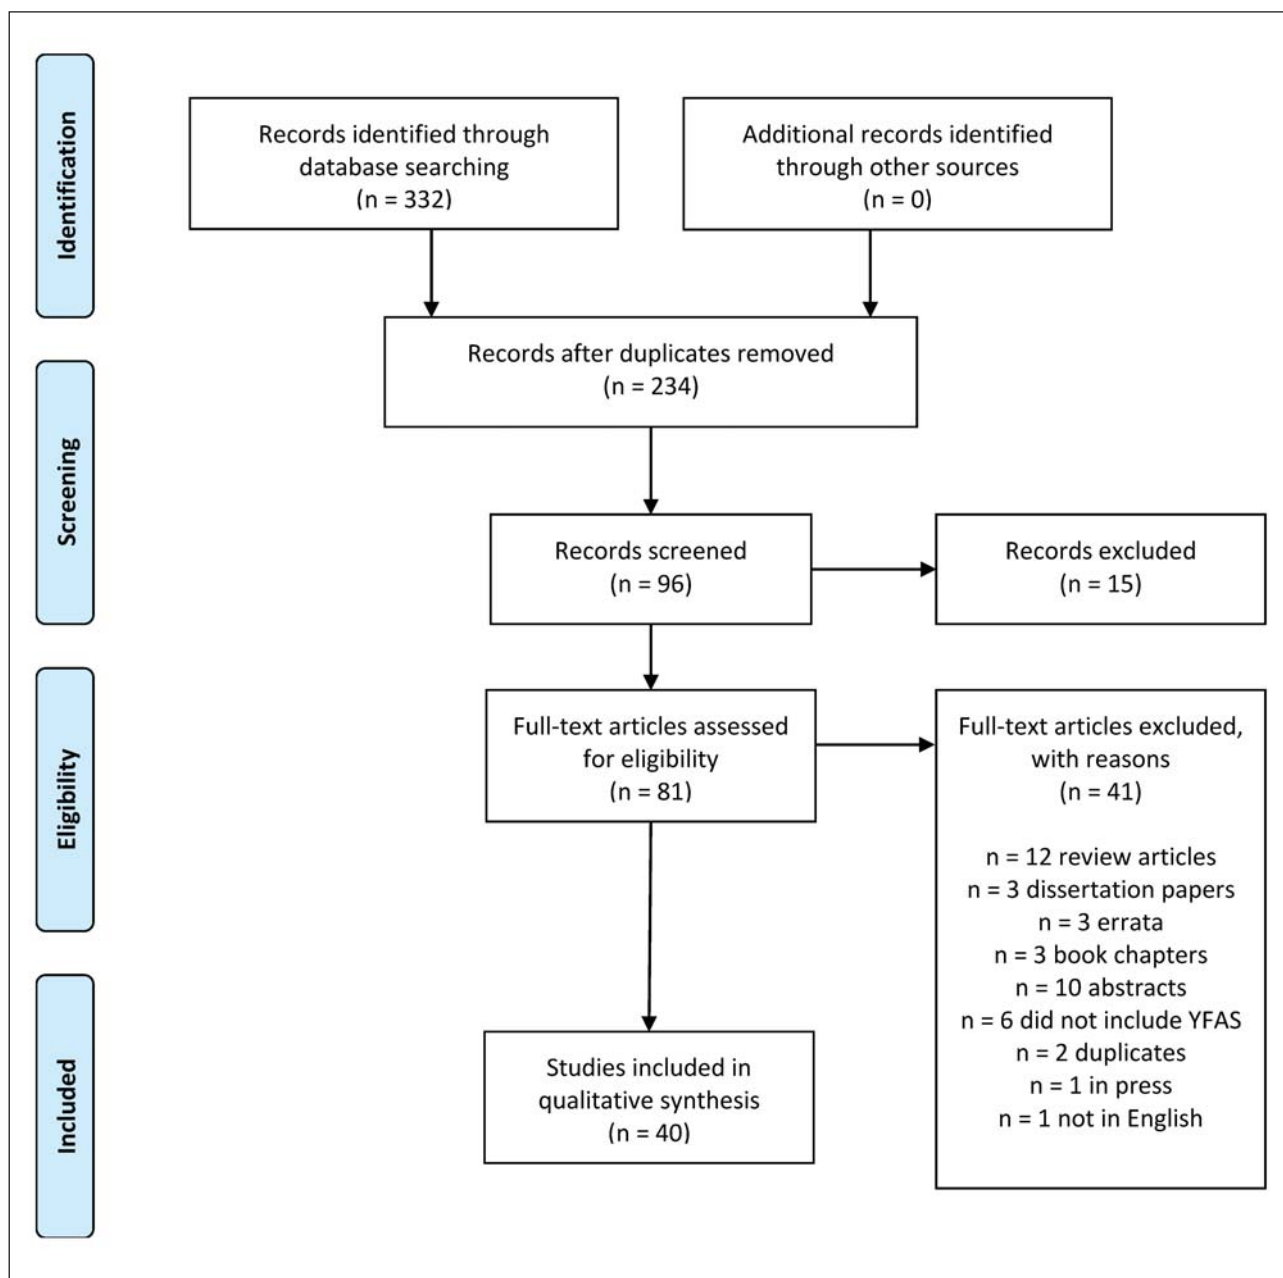 Identification
Records identified through
database searching
(n = 332)
Additional records identified
through other sources
(n = 0)
Records after duplicates removed
(n = 234)
Screening
Records screened
(n = 96)
Records excluded
(n = 15)
Eligibility
Full-text articles assessed
for eligibility
(n = 81)
Full-text articles excluded,
with reasons
(n = 41)
n = 12 review articles
n = 3 dissertation papers
n = 3 errata
n = 3 book chapters
n = 10 abstracts
n = 6 did not include YFAS
n = 2 duplicates
n = 1 in press
n = 1 not in English
Included
Studies included in
qualitative synthesis
(n = 40)